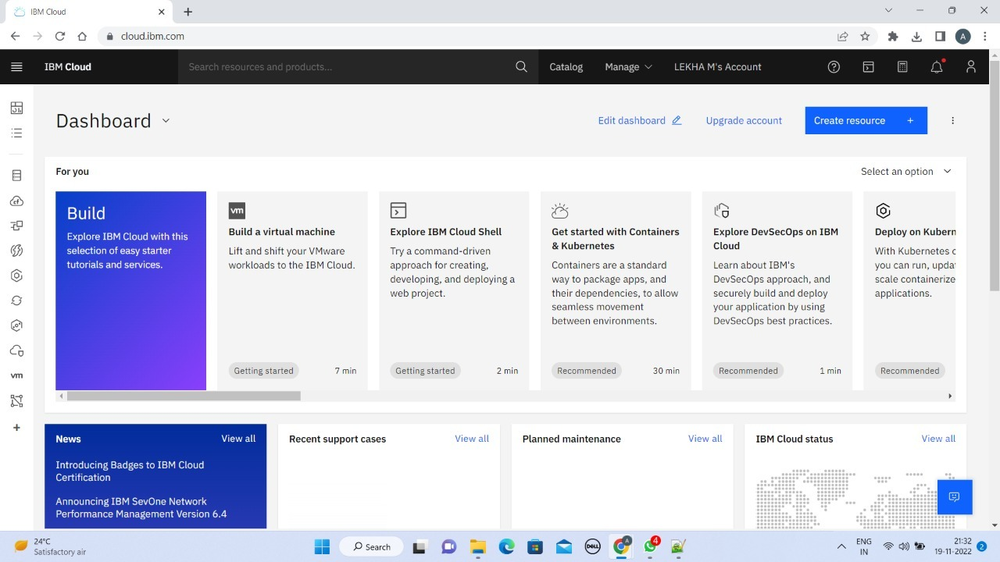 IBM Cloud
cloud.ibm.com
A
IBM Cloud
Search resources and products...
Catalog
Manage
LEKHA M's Account
Dashboard
Edit dashboard
Upgrade account
Create resource +
For you
Select an option
Build
Explore IBM Cloud with this
selection of easy starter
tutorials and services.
vm
Build a virtual machine
Lift and shift your VMware
workloads to the IBM Cloud.
Getting started
7 min
Explore IBM Cloud Shell
Try a command-driven
approach for creating,
developing, and deploying a
web project.
Getting started
2 min
Get started with Containers
& Kubernetes
Containers are a standard
way to package apps, and
their dependencies, to allow
seamless movement
between environments.
Recommended
30 min
Explore DevSecOps on IBM
Cloud
Learn about IBM's
DevSecOps approach, and
securely build and deploy
your application by using
DevSecOps best practices.
Recommended
1 min
Deploy on Kubern
With Kubernetes c
you can run, updat
scale containerize
applications.
Recommended
vm
News
View all
Introducing Badges to IBM Cloud
Certification
Announcing IBM SevOne Network
Performance Management Version 6.4
Recent support cases
View all
Planned maintenance
View all
IBM Cloud status
View all
24°C
Satisfactory air
Search
DELL
A
4
ENG
IN
21:32
19-11-2022
2